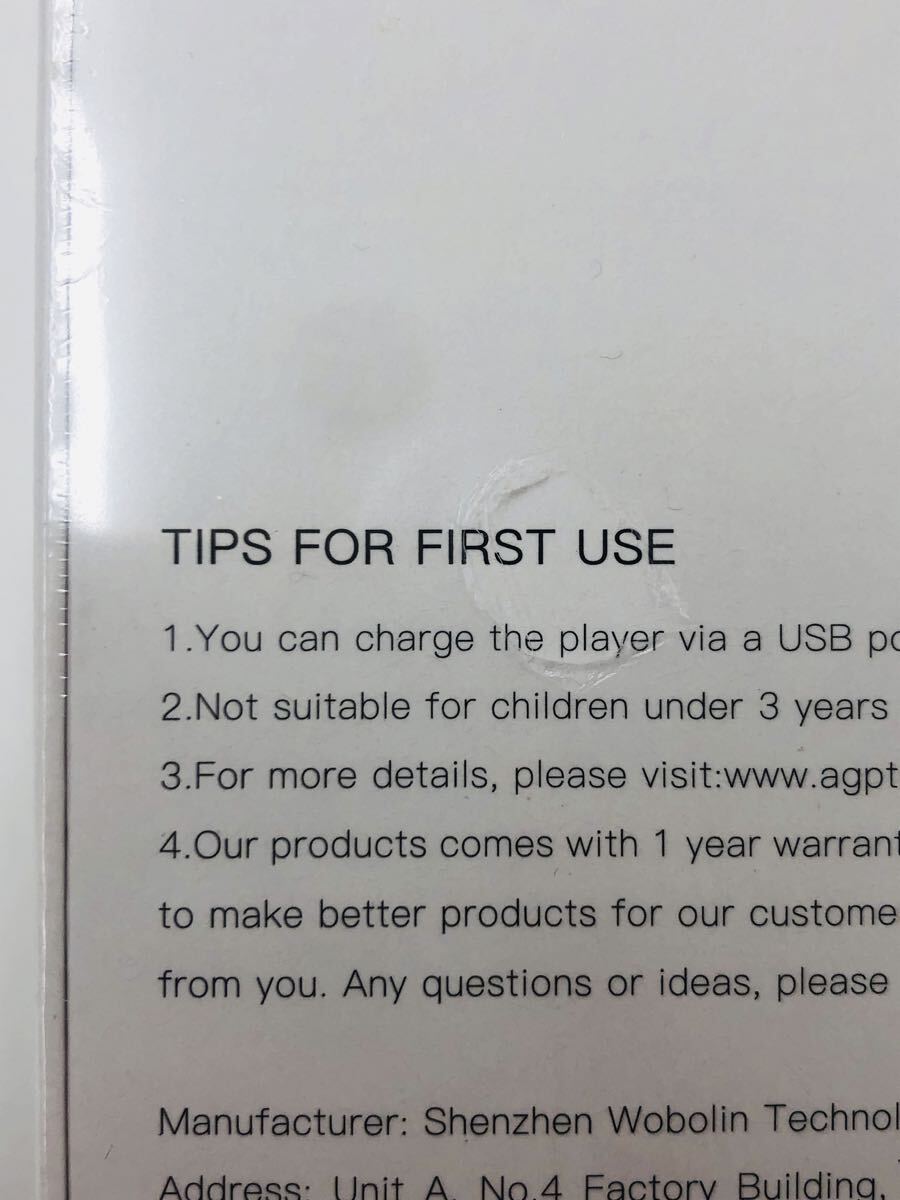 TIPS FOR FIRST USE
1.You can charge the player via a USB
2.Not suitable for children under 3 years
3.For more details, please visit:www.agpt
4.Our products comes with 1 year warrant
to make better products for our custome
from you. Any questions or ideas, please
Manufacturer: Shenzhen Wobolin Technol
Address: Unit A, No.4 Factory Building,